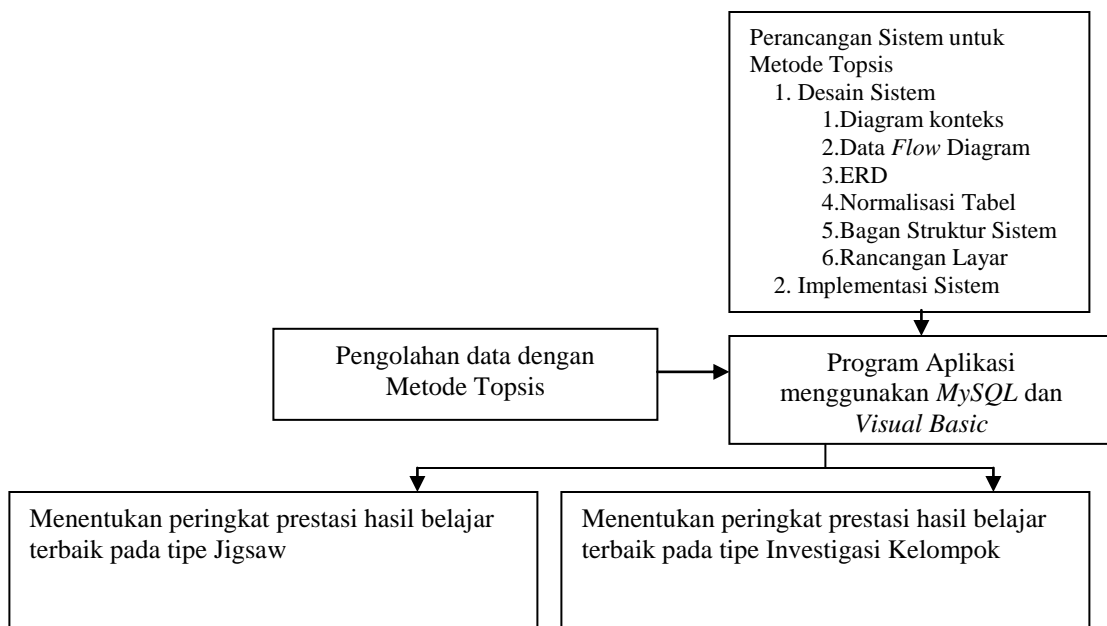 Perancangan Sistem untuk
Metode Topsis
1. Desain Sistem
1.Diagram konteks
2.Data Flow Diagram
3.ERD
4.Normalisasi Tabel
5.Bagan Struktur Sistem
6.Rancangan Layar
2. Implementasi Sistem
Pengolahan data dengan
Metode Topsis
Program Aplikasi
menggunakan MySQL dan
Visual Basic
Menentukan peringkat prestasi hasil belajar
terbaik pada tipe Jigsaw
Menentukan peringkat prestasi hasil belajar
terbaik pada tipe Investigasi Kelompok